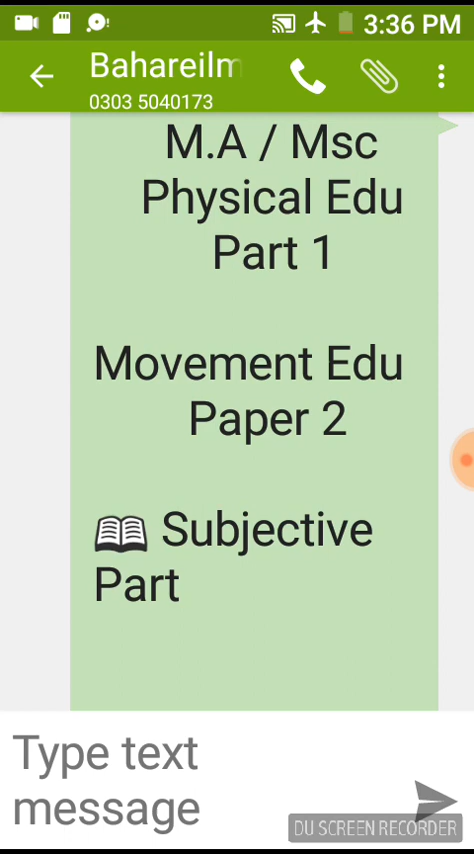 3:36 PM
Bahareilm
0303 5040173
M.A / Msc
Physical Edu
Part 1
Movement Edu
Paper 2
Subjective
Part
Type text
message
DU SCREEN RECORDER